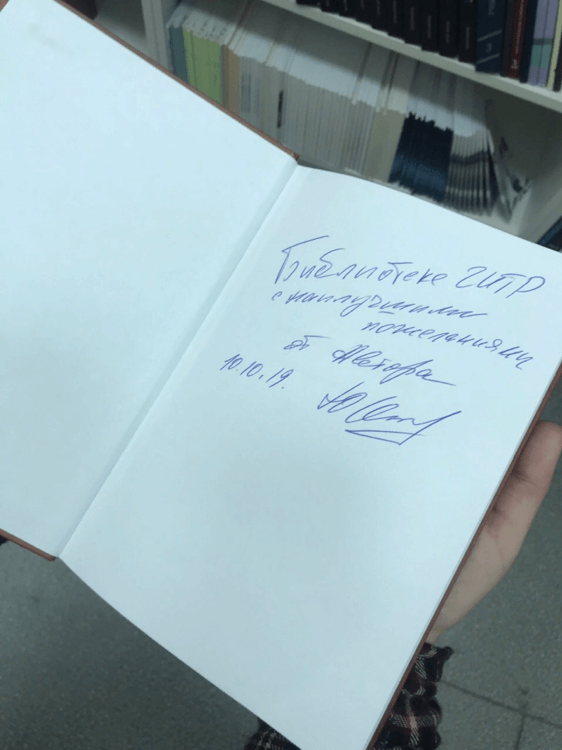 Библиотеке ГИТР
с наилучшими
пожеланиями
от Автора
10.10.19.